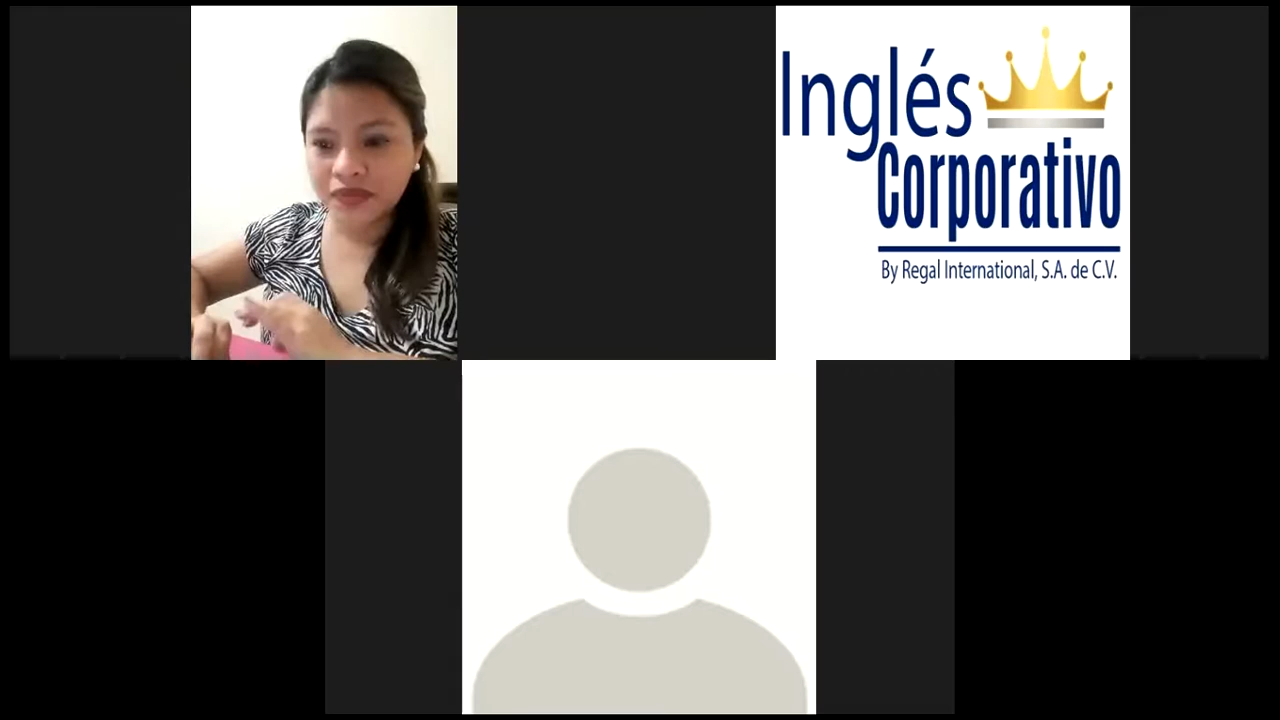 Inglés
Corporativo
By Regal International, S.A. de C.V.